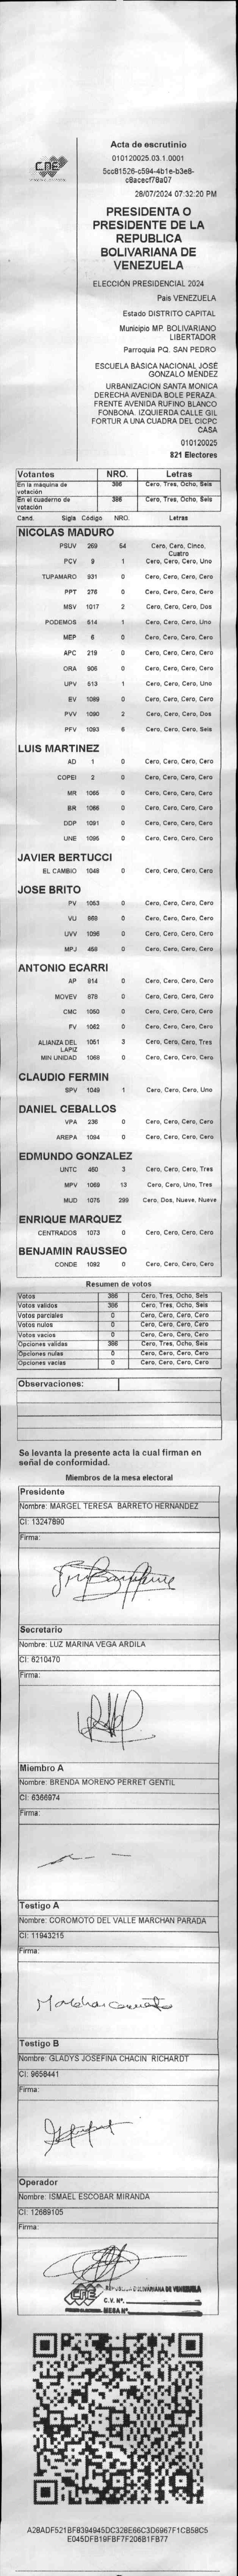 CNE
Acta de escrutinio
010120025.03.1.0001
5cc81526-c594-4b1e-b3e8-
c8acecf78a07
28/07/2024 07:32:20 PM
PRESIDENTA O
PRESIDENTE DE LA
REPUBLICA
BOLIVARIANA DE
VENEZUELA
ELECCIÓN PRESIDENCIAL 2024
País VENEZUELA
Estado DISTRITO CAPITAL
Municipio MP. BOLIVARIANO
LIBERTADOR
Parroquia PQ. SAN PEDRO
ESCUELA BÁSICA NACIONAL JOSÉ
GONZALO MÉNDEZ
URBANIZACIÓN SANTA MONICA
DERECHA AVENIDA BOLE PERAZA.
FRENTE AVENIDA RUFINO BLANCO
FONBONA. IZQUIERDA CALLE GIL
FORTUR A UNA CUADRA DEL CICPC
CASA
010120025
821 Electores
Votantes NRO. Letras
En la máquina de votación 386 Cero, Tres, Ocho, Seis
En el cuaderno de votación 386 Cero, Tres, Ocho, Seis
Cand. Sigla Código NRO. Letras
NICOLAS MADURO
PSUV 269 54 Cero, Cero, Cinco, Cuatro
PCV 9 1 Cero, Cero, Cero, Uno
TUPAMARO 931 0 Cero, Cero, Cero, Cero
PPT 276 0 Cero, Cero, Cero, Cero
MSV 1017 2 Cero, Cero, Cero, Dos
PODEMOS 514 1 Cero, Cero, Cero, Uno
MEP 6 0 Cero, Cero, Cero, Cero
APC 219 0 Cero, Cero, Cero, Cero
ORA 906 0 Cero, Cero, Cero, Cero
UPV 513 1 Cero, Cero, Cero, Uno
EV 1089 0 Cero, Cero, Cero, Cero
PVV 1090 2 Cero, Cero, Cero, Dos
PFV 1093 6 Cero, Cero, Cero, Seis
LUIS MARTINEZ
AD 1 0 Cero, Cero, Cero, Cero
COPEI 2 0 Cero, Cero, Cero, Cero
MR 1065 0 Cero, Cero, Cero, Cero
BR 1066 0 Cero, Cero, Cero, Cero
DDP 1091 0 Cero, Cero, Cero, Cero
UNE 1095 0 Cero, Cero, Cero, Cero
JAVIER BERTUCCI
EL CAMBIO 1048 0 Cero, Cero, Cero, Cero
JOSE BRITO
PV 1053 0 Cero, Cero, Cero, Cero
VU 968 0 Cero, Cero, Cero, Cero
UVV 1096 0 Cero, Cero, Cero, Cero
MPJ 458 0 Cero, Cero, Cero, Cero
ANTONIO ECARRI
AP 914 0 Cero, Cero, Cero, Cero
MOVEV 878 0 Cero, Cero, Cero, Cero
CMC 1050 0 Cero, Cero, Cero, Cero
FV 1062 0 Cero, Cero, Cero, Cero
ALIANZA DEL LAPIZ 1051 3 Cero, Cero, Cero, Tres
MIN UNIDAD 1068 0 Cero, Cero, Cero, Cero
CLAUDIO FERMIN
SPV 1049 1 Cero, Cero, Cero, Uno
DANIEL CEBALLOS
VPA 236 0 Cero, Cero, Cero, Cero
AREPA 1094 0 Cero, Cero, Cero, Cero
EDMUNDO GONZALEZ
UNTC 460 3 Cero, Cero, Cero, Tres
MPV 1069 13 Cero, Cero, Uno, Tres
MUD 1075 299 Cero, Dos, Nueve, Nueve
ENRIQUE MARQUEZ
CENTRADOS 1073 0 Cero, Cero, Cero, Cero
BENJAMIN RAUSSEO
CONDE 1092 0 Cero, Cero, Cero, Cero
Resumen de votos
Votos 386 Cero, Tres, Ocho, Seis
Votos validos 386 Cero, Tres, Ocho, Seis
Votos parciales 0 Cero, Cero, Cero, Cero
Votos nulos 0 Cero, Cero, Cero, Cero
Votos vacíos 0 Cero, Cero, Cero, Cero
Opciones validas 386 Cero, Tres, Ocho, Seis
Opciones nulas 0 Cero, Cero, Cero, Cero
Opciones vacías 0 Cero, Cero, Cero, Cero
Observaciones:
Se levanta la presente acta la cual firman en
señal de conformidad.
Miembros de la mesa electoral
Presidente
Nombre: MARGEL TERESA BARRETO HERNANDEZ
CI: 13247890
Firma:
Secretario
Nombre: LUZ MARINA VEGA ARDILA
CI: 6210470
Firma:
Miembro A
Nombre: BRENDA MORENO PERRET GENTIL
CI: 6366974
Firma:
Testigo A
Nombre: COROMOTO DEL VALLE MARCHAN PARADA
CI: 11943215
Firma:
Testigo B
Nombre: GLADYS JOSEFINA CHACIN RICHARDT
CI: 9658441
Firma:
Operador
Nombre: ISMAEL ESCOBAR MIRANDA
CI: 12689105
Firma:
CNE
REPUBLICA BOLIVARIANA DE VENEZUELA
C.V. Nº.
MESA Nº.
A28ADF521BF8394945DC328E66C3D6967F1CB58C5
E045DFB19FBF7F206B1FB77